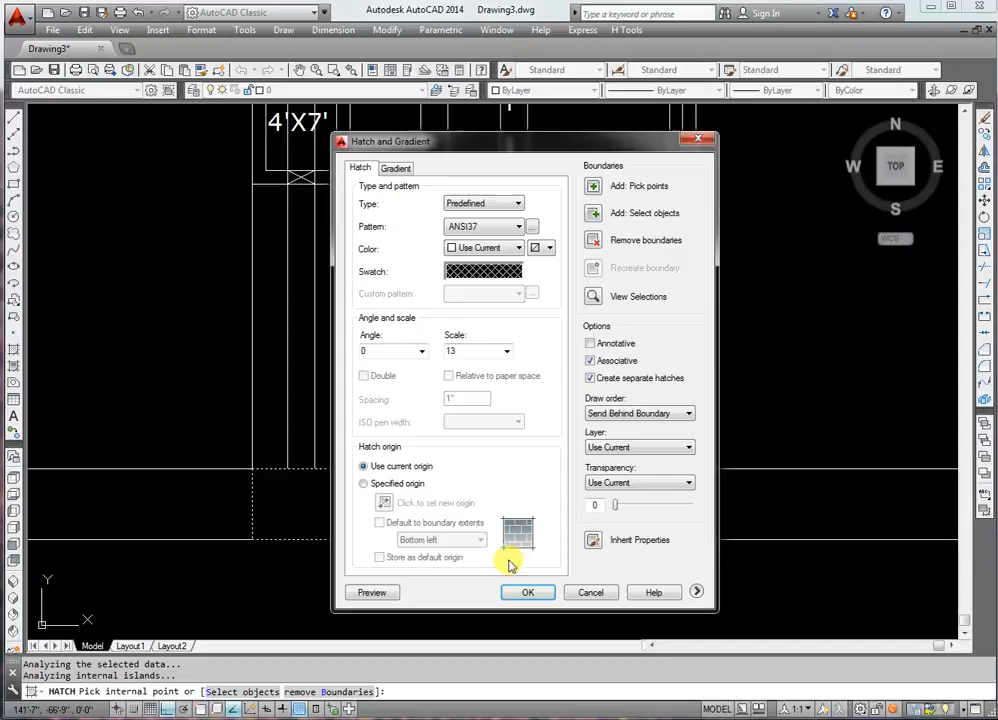 AutoCAD Classic
Autodesk AutoCAD 2014 Drawing3.dwg
Type a keyword or phrase
Sign In
File Edit View Insert Format Tools Draw Dimension Modify Parametric Window Help Express H Tools
Drawing3*
Standard Standard Standard Standard
AutoCAD Classic 0 ByLayer ByLayer ByLayer ByColor
4'X7'
N
W TOP E
S
WCS
Hatch and Gradient
Hatch Gradient
Type and pattern
Type: Predefined
Pattern: ANSI37
Color: Use Current
Swatch:
Custom pattern:
Angle and scale
Angle: Scale:
0 13
Double Relative to paper space
Spacing: 1"
ISO pen width:
Hatch origin
Use current origin
Specified origin
Click to set new origin
Default to boundary extents
Bottom left
Store as default origin
Boundaries
Add: Pick points
Add: Select objects
Remove boundaries
Recreate boundary
View Selections
Options
Annotative
Associative
Create separate hatches
Draw order:
Send Behind Boundary
Layer:
Use Current
Transparency:
Use Current
0
Inherit Properties
Preview OK Cancel Help
Y
X
Model Layout1 Layout2
Analyzing the selected data...
Analyzing internal islands...
HATCH Pick internal point or [Select objects remove Boundaries]:
141'-7", -66'-9", 0'-0" MODEL 1:1